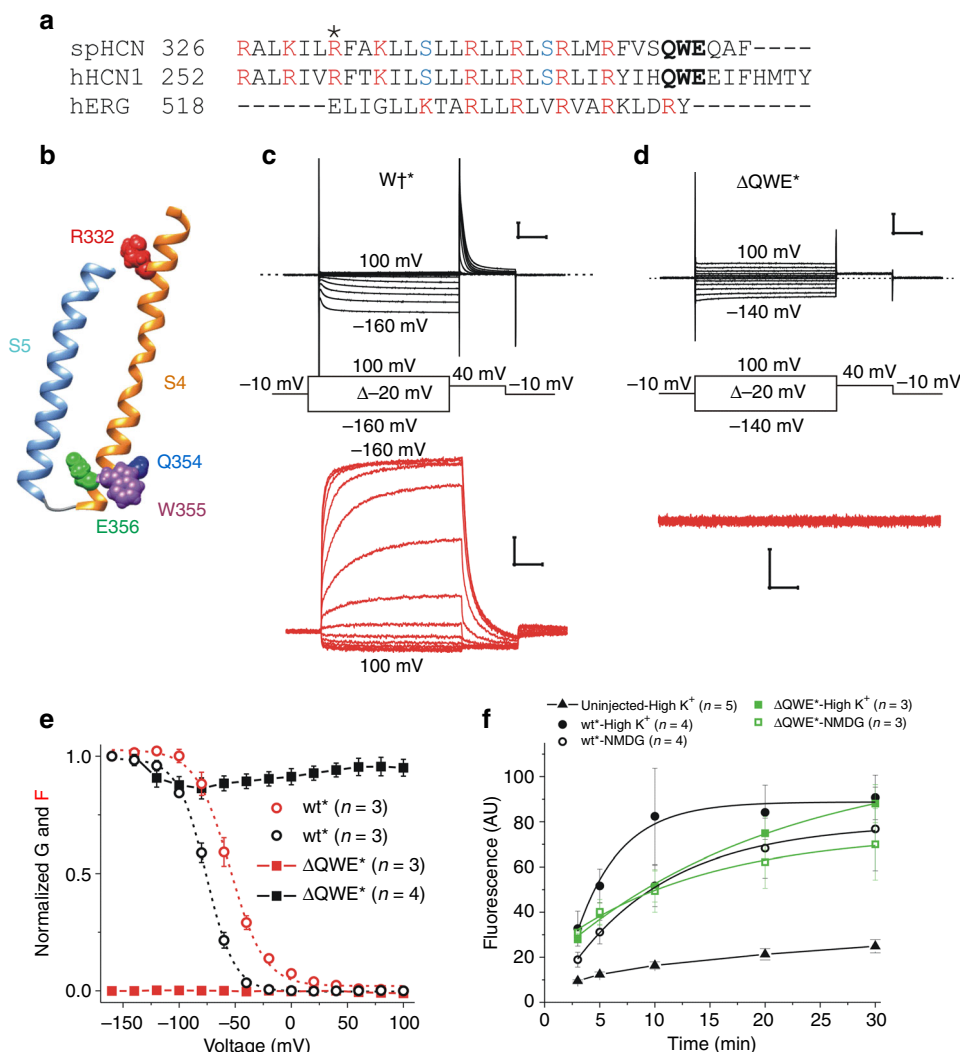 a
*
spHCN 326 RALKILRFAKLLSLLRLLRLSRLMRFVSQWEQAF----
hHCN1 252 RALRIVRFTKILSLLRLLRLSRLIRYIHQWEEIFHMTY
hERG 518 ------ELIGLLKTARLLRLVRVARKLDRY--------
b
R332
S5
S4
Q354
W355
E356
c
W†*
100 mV
−160 mV
100 mV
−10 mV
40 mV
−10 mV
Δ−20 mV
−160 mV
−160 mV
100 mV
d
ΔQWE*
100 mV
−140 mV
100 mV
−10 mV
40 mV
−10 mV
Δ−20 mV
−140 mV
e
Normalized G and F
1.0
0.5
0.0
wt* (n = 3)
wt* (n = 3)
ΔQWE* (n = 3)
ΔQWE* (n = 4)
−150 −100 −50 0 50 100
Voltage (mV)
f
Uninjected-High K+ (n = 5)
wt*-High K+ (n = 4)
wt*-NMDG (n = 4)
ΔQWE*-High K+ (n = 3)
ΔQWE*-NMDG (n = 3)
Fluorescence (AU)
100
80
60
40
20
0
0 5 10 15 20 25 30
Time (min)